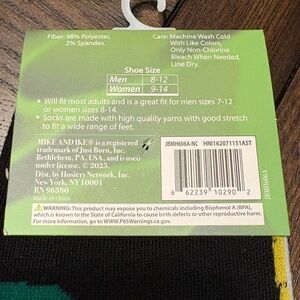 Fiber: 98% Polyester,
2% Spandex.
Care: Machine Wash Cold
With Like Colors,
Only Non-Chlorine
Bleach When Needed,
Line Dry.
Shoe Size
Men 8-12
Women 9-14
• Will fit most adults and is a great fit for men sizes 7-12
or women sizes 8-12.
• Socks are made with high quality yarns with good stretch
to fit a wide range of feet.
MIKE AND IKE® is a registered
trademark of Just Born, Inc.
Bethlehem, PA, USA, and is used
under license. © 2025.
Dist. by Hosiery Network, Inc.
New York, NY 10001
RN 96380
made in china
JBMH606A-NC HNI162071151AST
6 62239 10290 2
JBMH606A
WARNING: This product may expose you to chemicals including Bisphenol A (BPA),
which is known to the State of California to cause birth defects or other reproductive harm.
For more information, go to WWW.P65Warnings.ca.gov.